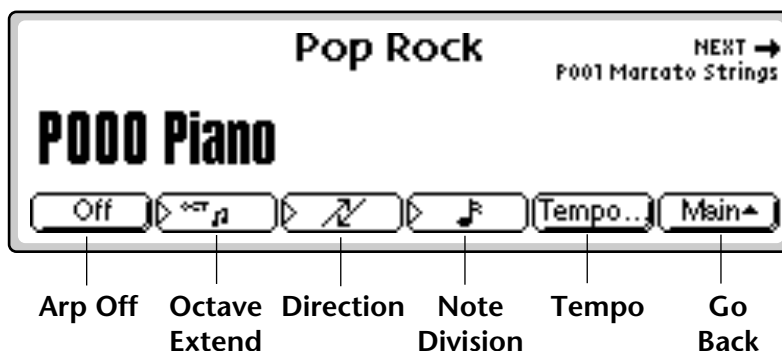 Pop Rock
NEXT →
P001 Marcato Strings
P000 Piano
Off
OCT
Tempo...
Main
Arp Off
Octave Extend
Direction
Note Division
Tempo
Go Back